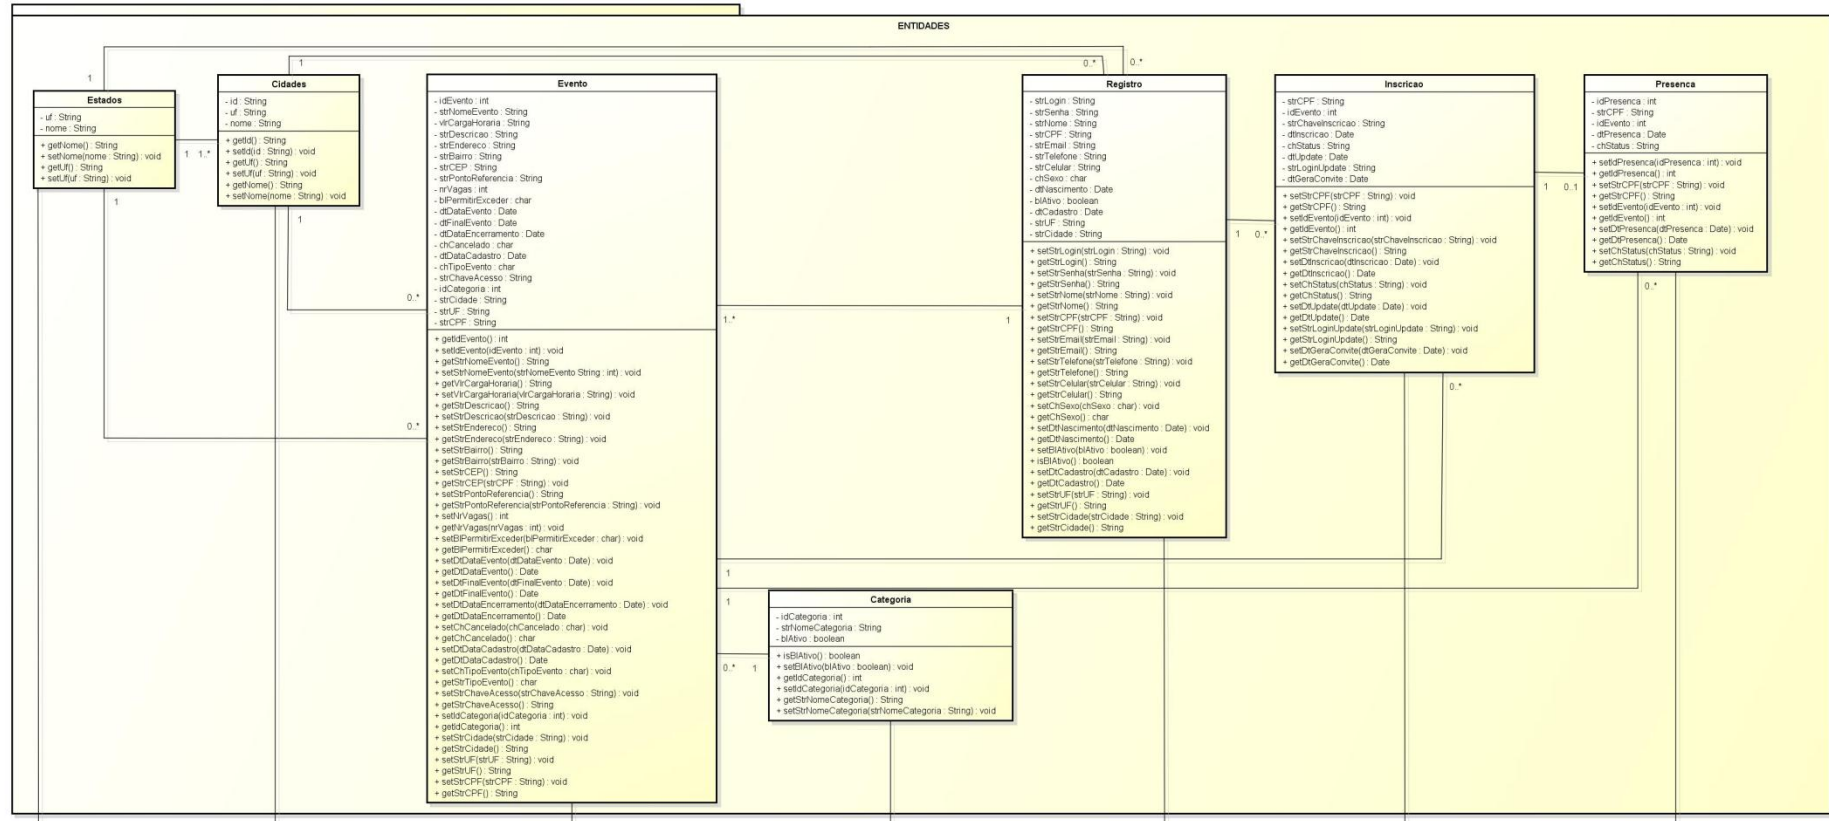 ENTIDADES
1
1
0..*
0..*
Estados
- uf : String
- nome : String
+ getNome() : String
+ setNome(nome : String) : void
+ getUf() : String
+ setUf(uf : String) : void
1
1..*
1
Cidades
- id : String
- uf : String
- nome : String
+ getId() : String
+ setId(id : String) : void
+ getUf() : String
+ setUf(uf : String) : void
+ getNome() : String
+ setNome(nome : String) : void
1
0..*
0..*
Evento
- idEvento : int
- strNomeEvento : String
- vlrCargaHoraria : String
- strDescricao : String
- strEndereco : String
- strBairro : String
- strCEP : String
- strPontoReferencia : String
- nrVagas : int
- blPermitirExceder : char
- dtDataEvento : Date
- dtFinalEvento : Date
- dtDataEncerramento : Date
- chCancelado : char
- dtDataCadastro : Date
- chTipoEvento : char
- strChaveAcesso : String
- idCategoria : int
- strCidade : String
- strUF : String
- strCPF : String
+ getIdEvento() : int
+ setIdEvento(idEvento : int) : void
+ getStrNomeEvento() : String
+ setStrNomeEvento(strNomeEvento String : int) : void
+ getVlrCargaHoraria() : String
+ setVlrCargaHoraria(vlrCargaHoraria : String) : void
+ getStrDescricao() : String
+ setStrDescricao(strDescricao : String) : void
+ setStrEndereco() : String
+ getStrEndereco(strEndereco : String) : void
+ setStrBairro() : String
+ getStrBairro(strBairro : String) : void
+ setStrCEP() : String
+ getStrCEP(strCPF : String) : void
+ setStrPontoReferencia() : String
+ getStrPontoReferencia(strPontoReferencia : String) : void
+ setNrVagas() : int
+ getNrVagas(nrVagas : int) : void
+ setBlPermitirExceder(blPermitirExceder : char) : void
+ getBlPermitirExceder() : char
+ setDtDataEvento(dtDataEvento : Date) : void
+ getDtDataEvento() : Date
+ setDtFinalEvento(dtFinalEvento : Date) : void
+ getDtFinalEvento() : Date
+ setDtDataEncerramento(dtDataEncerramento : Date) : void
+ getDtDataEncerramento() : Date
+ setChCancelado(chCancelado : char) : void
+ getChCancelado() : char
+ setDtDataCadastro(dtDataCadastro : Date) : void
+ getDtDataCadastro() : Date
+ setChTipoEvento(chTipoEvento : char) : void
+ getStrTipoEvento() : char
+ setStrChaveAcesso(strChaveAcesso : String) : void
+ getStrChaveAcesso() : String
+ setIdCategoria(idCategoria : int) : void
+ getIdCategoria() : int
+ setStrCidade(strCidade : String) : void
+ getStrCidade() : String
+ setStrUF(strUF : String) : void
+ getStrUF() : String
+ setStrCPF(strCPF : String) : void
+ getStrCPF() : String
1..*
1
1
1
0..*
1
Categoria
- idCategoria : int
- strNomeCategoria : String
- blAtivo : boolean
+ isBlAtivo() : boolean
+ setBlAtivo(blAtivo : boolean) : void
+ getIdCategoria() : int
+ setIdCategoria(idCategoria : int) : void
+ getStrNomeCategoria() : String
+ setStrNomeCategoria(strNomeCategoria : String) : void
Registro
- strLogin : String
- strSenha : String
- strNome : String
- strCPF : String
- strEmail : String
- strTelefone : String
- strCelular : String
- chSexo : char
- dtNascimento : Date
- blAtivo : boolean
- dtCadastro : Date
- strUF : String
- strCidade : String
+ setStrLogin(strLogin : String) : void
+ getStrLogin() : String
+ setStrSenha(strSenha : String) : void
+ getStrSenha() : String
+ setStrNome(strNome : String) : void
+ getStrNome() : String
+ setStrCPF(strCPF : String) : void
+ getStrCPF() : String
+ setStrEmail(strEmail : String) : void
+ getStrEmail() : String
+ setStrTelefone(strTelefone : String) : void
+ getStrTelefone() : String
+ setStrCelular(strCelular : String) : void
+ getStrCelular() : String
+ setChSexo(chSexo : char) : void
+ getChSexo() : char
+ setDtNascimento(dtNascimento : Date) : void
+ getDtNascimento() : Date
+ setBlAtivo(blAtivo : boolean) : void
+ isBlAtivo() : boolean
+ setDtCadastro(dtCadastro : Date) : void
+ getDtCadastro() : Date
+ setStrUF(strUF : String) : void
+ getStrUF() : String
+ setStrCidade(strCidade : String) : void
+ getStrCidade() : String
1
0..*
Inscricao
- strCPF : String
- idEvento : int
- strChaveInscricao : String
- dtInscricao : Date
- chStatus : String
- dtUpdate : Date
- strLoginUpdate : String
- dtGeraConvite : Date
+ setStrCPF(strCPF : String) : void
+ getStrCPF() : String
+ setIdEvento(idEvento : int) : void
+ getIdEvento() : int
+ setStrChaveInscricao(strChaveInscricao : String) : void
+ getStrChaveInscricao() : String
+ setDtInscricao(dtInscricao : Date) : void
+ getDtInscricao() : Date
+ setChStatus(chStatus : String) : void
+ getChStatus() : String
+ setDtUpdate(dtUpdate : Date) : void
+ getDtUpdate() : Date
+ setStrLoginUpdate(strLoginUpdate : String) : void
+ getStrLoginUpdate() : String
+ setDtGeraConvite(dtGeraConvite : Date) : void
+ getDtGeraConvite() : Date
0..*
1
0..1
Presenca
- idPresenca : int
- strCPF : String
- idEvento : int
- dtPresenca : Date
- chStatus : String
+ setIdPresenca(idPresenca : int) : void
+ getIdPresenca() : int
+ setStrCPF(strCPF : String) : void
+ getStrCPF() : String
+ setIdEvento(idEvento : int) : void
+ getIdEvento() : int
+ setDtPresenca(dtPresenca : Date) : void
+ getDtPresenca() : Date
+ setChStatus(chStatus : String) : void
+ getChStatus() : String
0..*